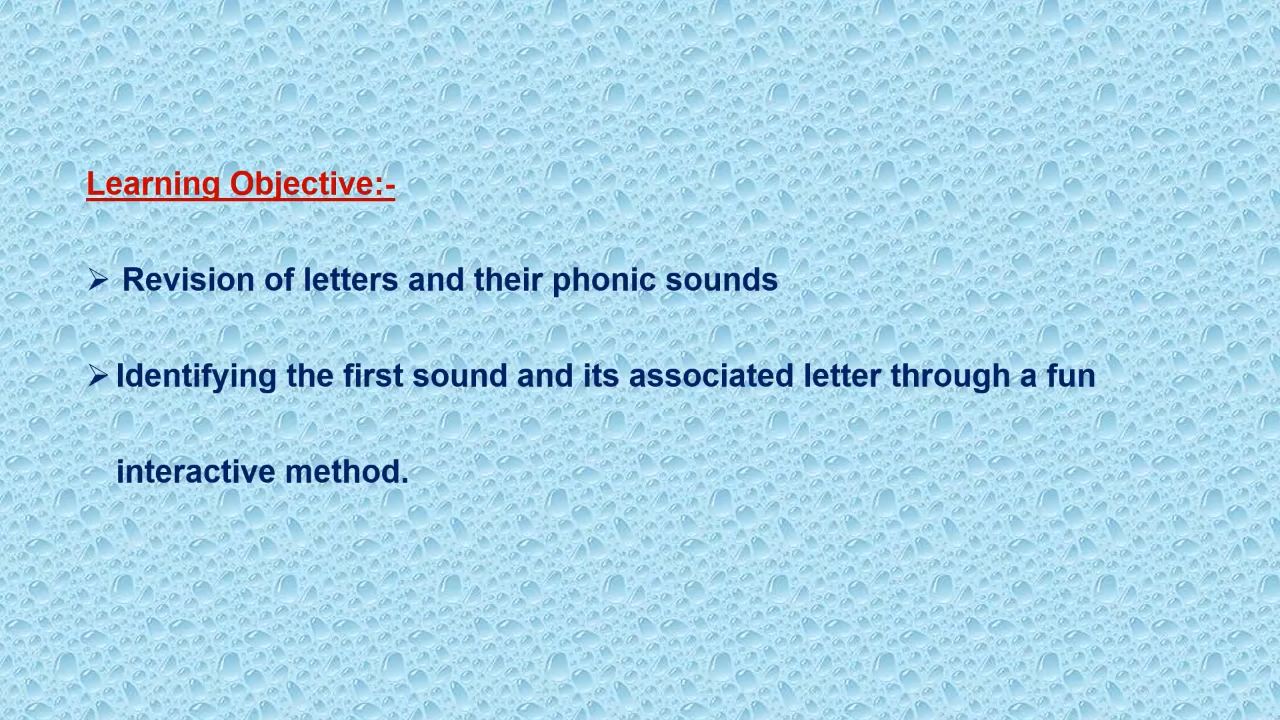 Learning Objective:-
➢ Revision of letters and their phonic sounds
➢ Identifying the first sound and its associated letter through a fun
interactive method.